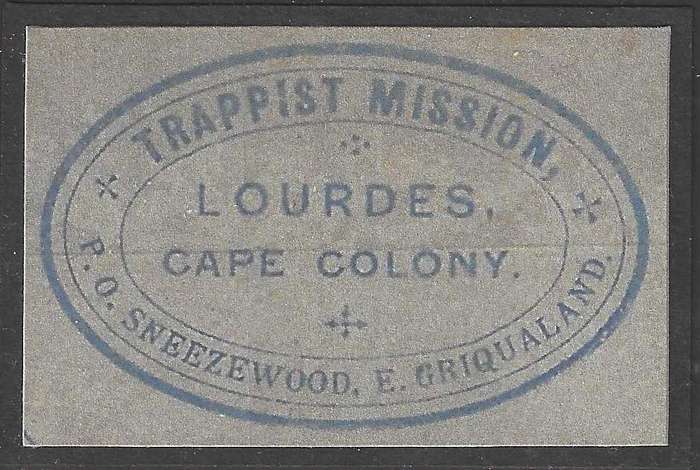 TRAPPIST MISSION,
LOURDES,
CAPE COLONY.
P. O. SNEEZEWOOD, E. GRIQUALAND.